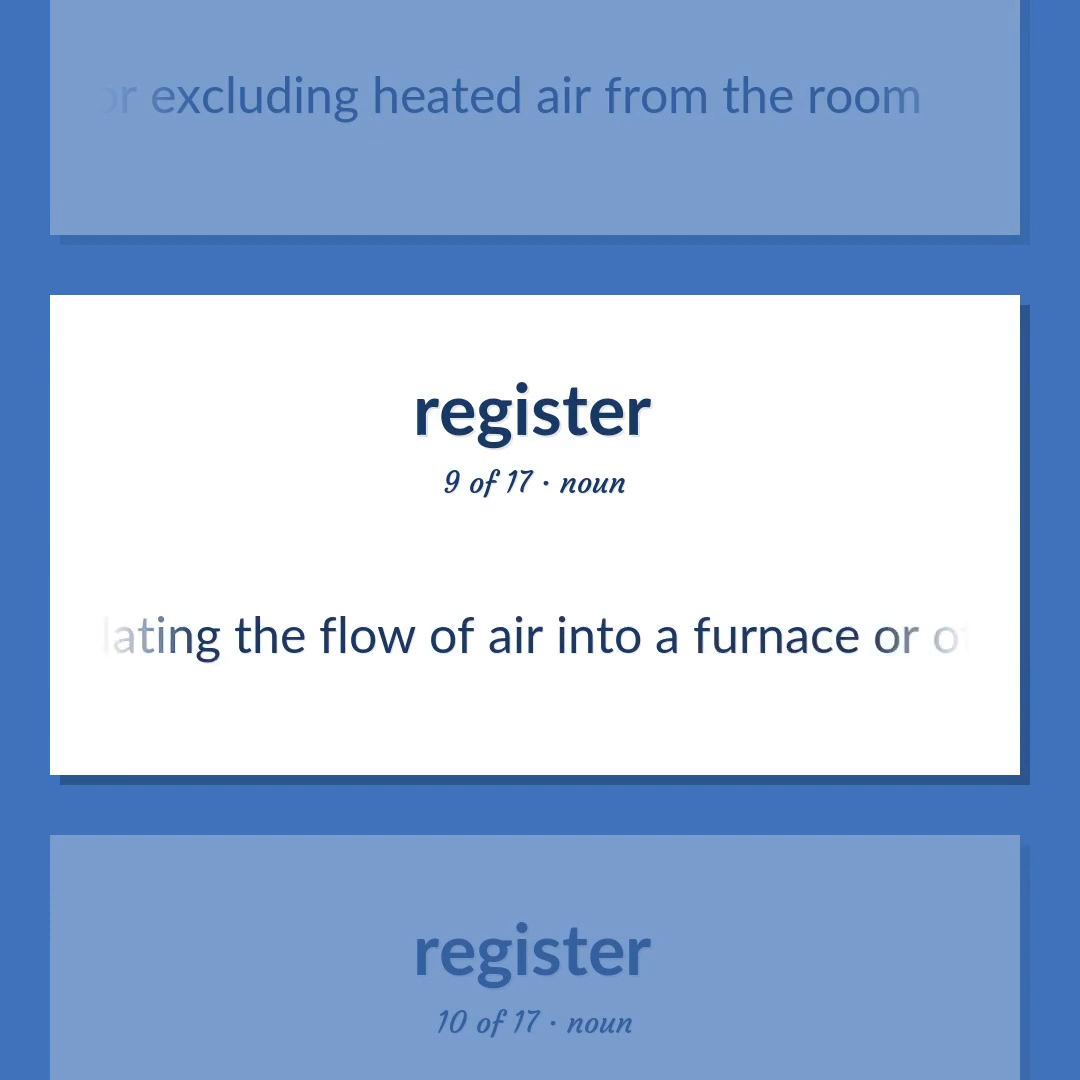 or excluding heated air from the room
register
9 of 17 · noun
the flow of air into a furnace or
register
10 of 17 · noun